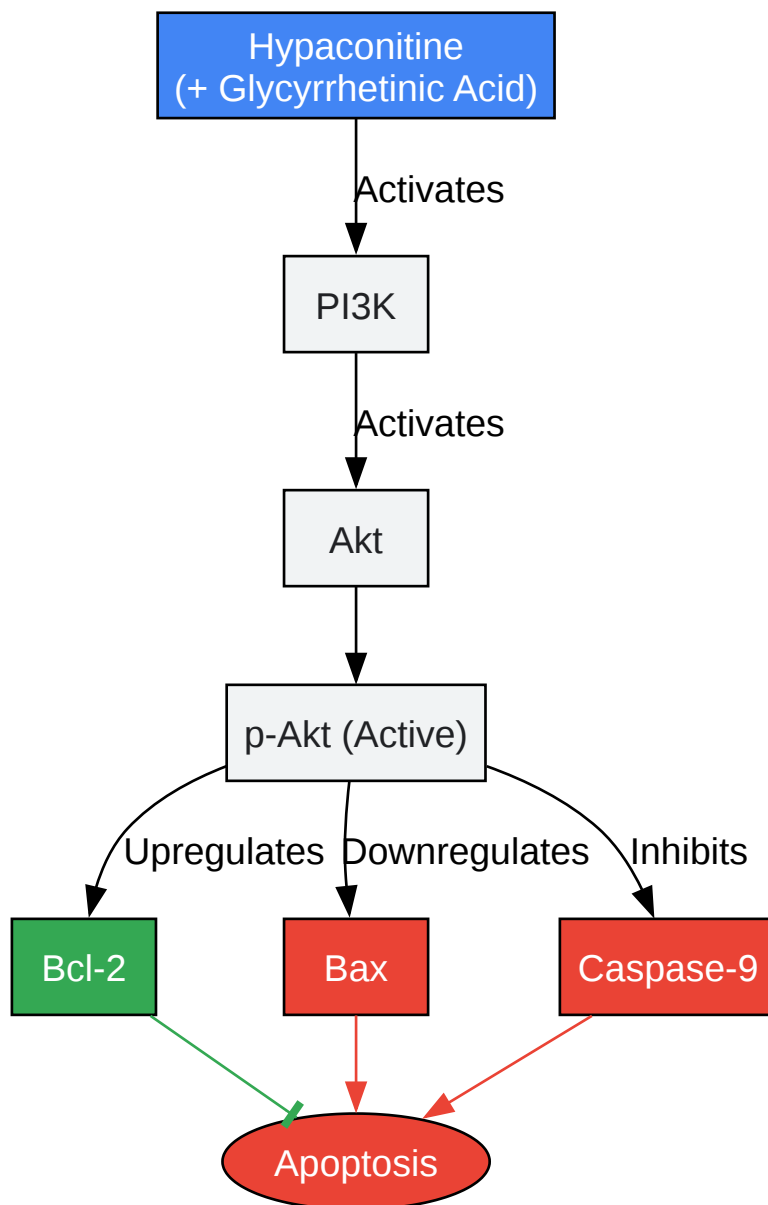 Hypaconitine
(+ Glycyrrhetinic Acid)
Activates
PI3K
Activates
Akt
p-Akt (Active)
Upregulates
Downregulates
Inhibits
Bcl-2
Bax
Caspase-9
Apoptosis